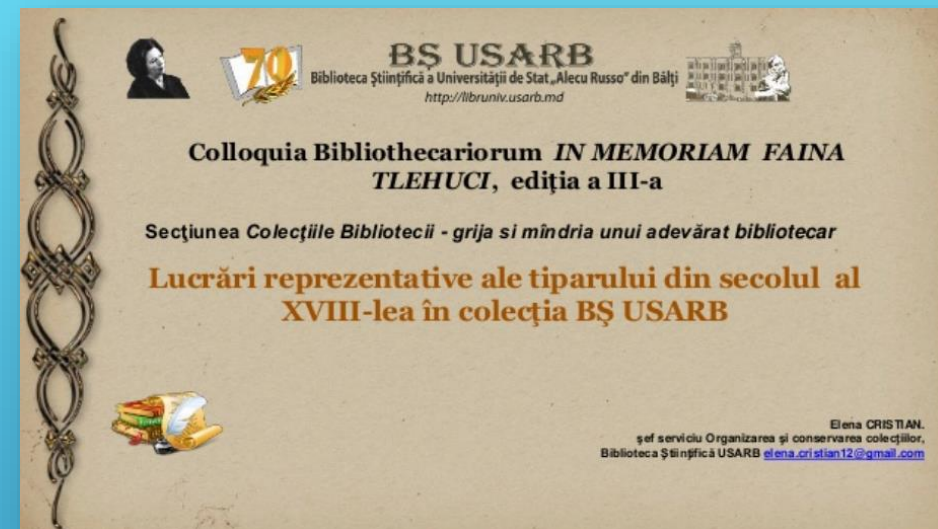 70
BŞ USARB
Biblioteca Ştiinţifică a Universităţii de Stat „Alecu Russo" din Bălţi
http://libruniv.usarb.md
Colloquia Bibliothecariorum IN MEMORIAM FAINA
TLEHUCI, ediţia a III-a
Secţiunea Colecţiile Bibliotecii - grija si mîndria unui adevărat bibliotecar
Lucrări reprezentative ale tiparului din secolul al
XVIII-lea în colecţia BŞ USARB
Elena CRISTIAN.
şef serviciu Organizarea şi conservarea colecţiilor,
Biblioteca Ştiinţifică USARB elena.cristian12@gmail.com